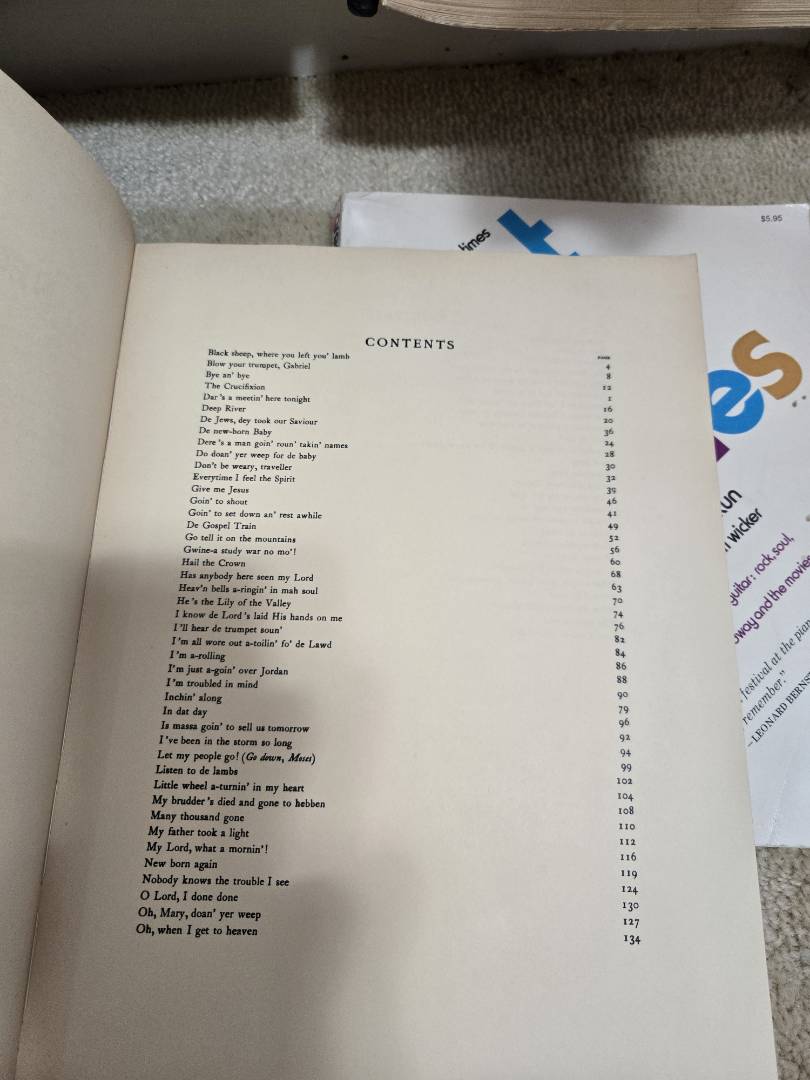 CONTENTS
PAGE
Black sheep, where you left you' lamb 4
Blow your trumpet, Gabriel 8
Bye an' bye 12
The Crucifixion 1
Dar's a meetin' here tonight 16
Deep River 20
De Jews, dey took our Saviour 36
De new-born Baby 24
Dere's a man goin' roun' takin' names 28
Do doan' yer weep for de baby 30
Don't be weary, traveller 32
Everytime I feel the Spirit 39
Give me Jesus 46
Goin' to shout 41
Goin' to set down an' rest awhile 49
De Gospel Train 52
Go tell it on the mountains 56
Gwine-a study war no mo'! 60
Hail the Crown 68
Has anybody here seen my Lord 63
Heav'n bells a-ringin' in mah soul 70
He's the Lily of the Valley 74
I know de Lord's laid His hands on me 76
I'll hear de trumpet soun' 82
I'm all wore out a-toilin' fo' de Lawd 84
I'm a-rolling 86
I'm just a-goin' over Jordan 88
I'm troubled in mind 90
Inchin' along 79
In dat day 96
Is massa goin' to sell us tomorrow 92
I've been in the storm so long 94
Let my people go! (Go down, Moses) 99
Listen to de lambs 102
Little wheel a-turnin' in my heart 104
My brudder's died and gone to hebben 108
Many thousand gone 110
My father took a light 112
My Lord, what a mornin'! 116
New born again 119
Nobody knows the trouble I see 124
O Lord, I done done 130
Oh, Mary, doan' yer weep 127
Oh, when I get to heaven 134
$5.95
times
t
es
wicker
guitar: rock, soul,
and the movies
festival at the
remember."
—LEONARD